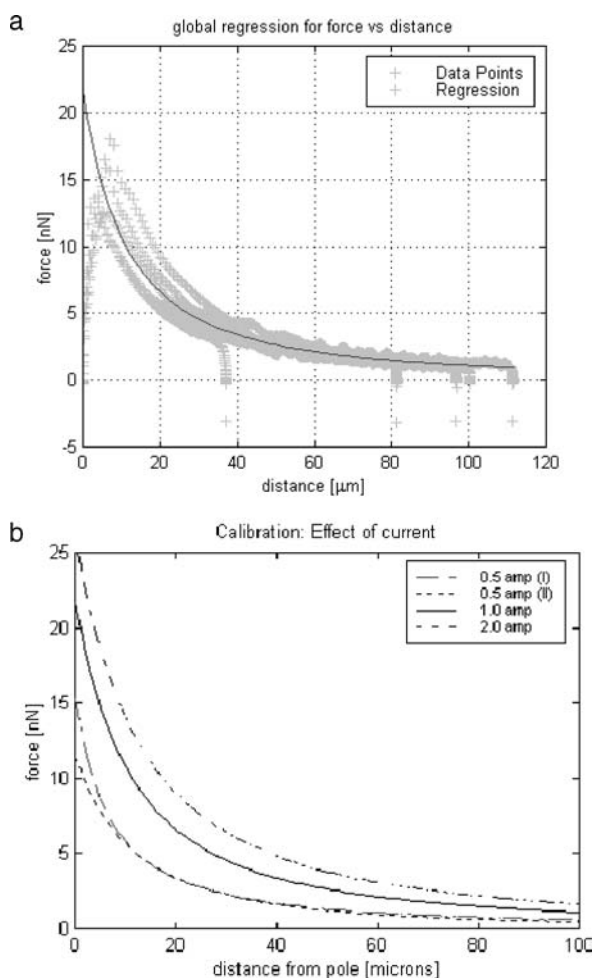 a
global regression for force vs distance
25
20
15
10
5
0
-5
force [nN]
Data Points
Regression
0
20
40
60
80
100
120
distance [µm]
b
Calibration: Effect of current
25
20
15
10
5
0
force [nN]
0.5 amp (I)
0.5 amp (II)
1.0 amp
2.0 amp
0
20
40
60
80
100
distance from pole [microns]